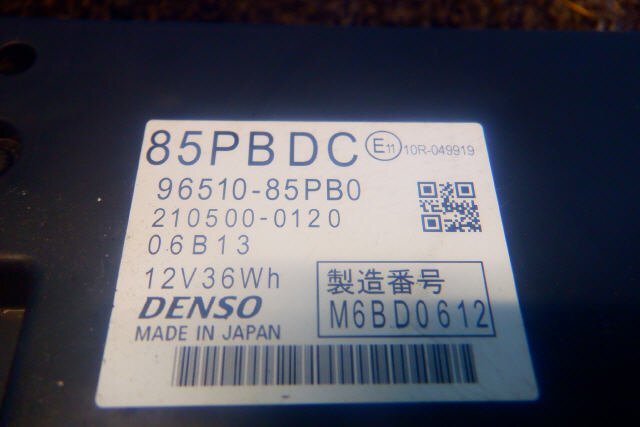 85PBDC E11 10R-049919
96510-85PB0
210500-0120
06B13
12V36Wh
DENSO
MADE IN JAPAN
製造番号
M6BD0612